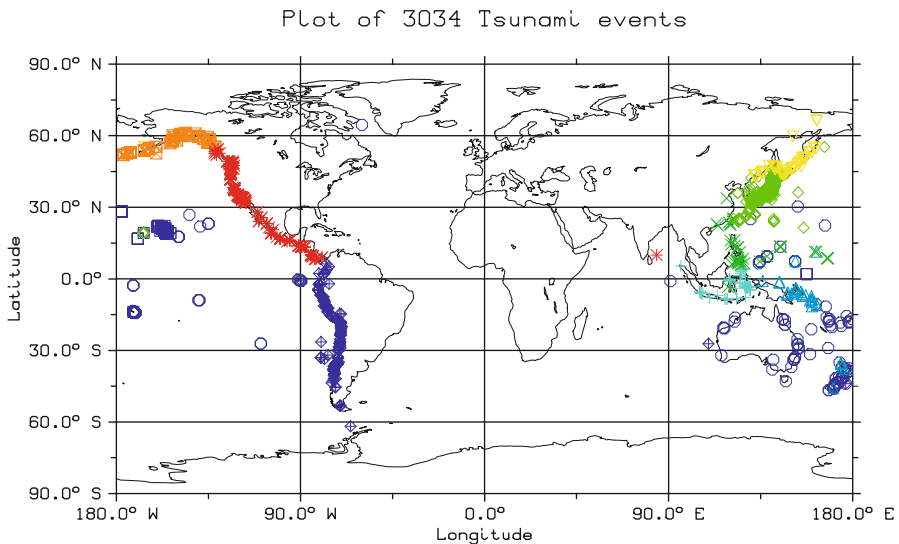 Plot of 3034 Tsunami events
90.0° N
60.0° N
30.0° N
0.0°
30.0° S
60.0° S
90.0° S
Latitude
180.0° W
90.0° W
0.0°
90.0° E
180.0° E
Longitude